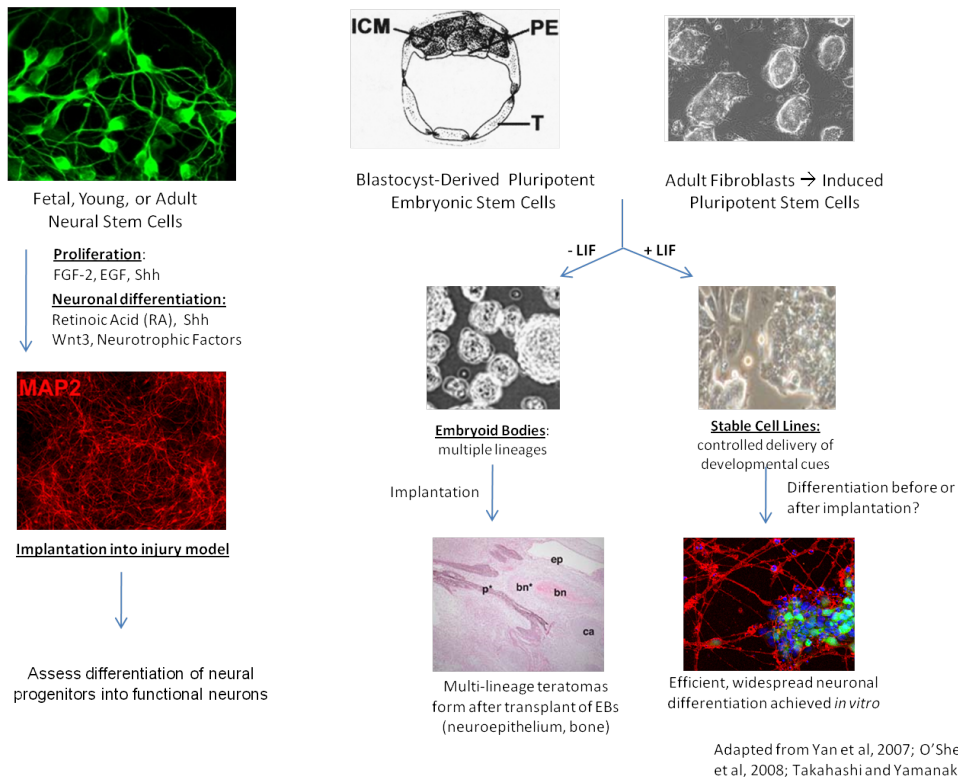 ICM
PE
T
Fetal, Young, or Adult
Neural Stem Cells
Proliferation:
FGF-2, EGF, Shh
Neuronal differentiation:
Retinoic Acid (RA), Shh
Wnt3, Neurotrophic Factors
MAP2
Implantation into injury model
Assess differentiation of neural
progenitors into functional neurons
Blastocyst-Derived Pluripotent
Embryonic Stem Cells
Adult Fibroblasts → Induced
Pluripotent Stem Cells
- LIF
+ LIF
Embryoid Bodies:
multiple lineages
Implantation
ep
p*
bn*
bn
ca
Multi-lineage teratomas
form after transplant of EBs
(neuroepithelium, bone)
Stable Cell Lines:
controlled delivery of
developmental cues
Differentiation before or
after implantation?
Efficient, widespread neuronal
differentiation achieved in vitro
Adapted from Yan et al, 2007; O'She
et al, 2008; Takahashi and Yamanak